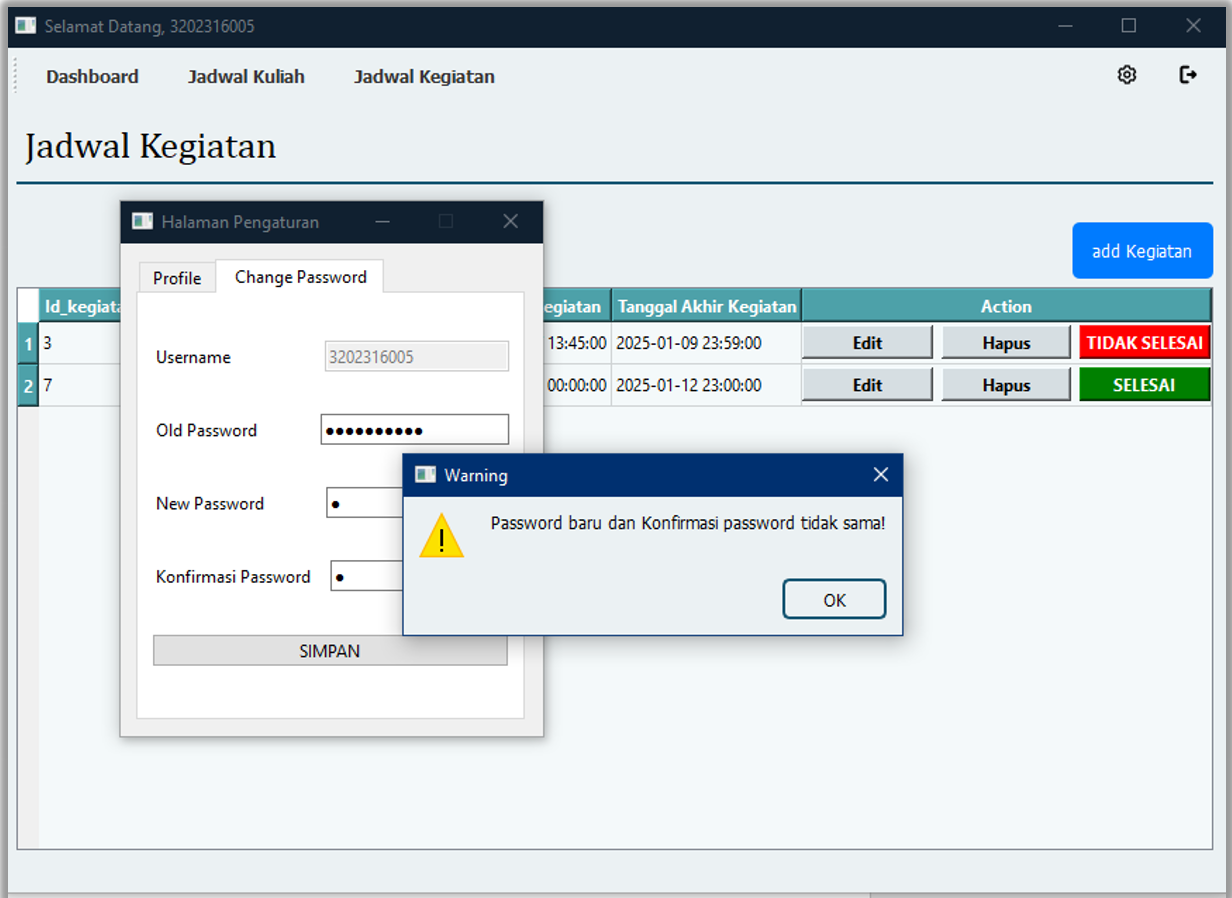 Selamat Datang, 3202316005
Dashboard Jadwal Kuliah Jadwal Kegiatan
Jadwal Kegiatan
Halaman Pengaturan
add Kegiatan
Profile Change Password
Tanggal Akhir Kegiatan Action
1 3 13:45:00 2025-01-09 23:59:00 Edit Hapus TIDAK SELESAI
2 7 00:00:00 2025-01-12 23:00:00 Edit Hapus SELESAI
Username 3202316005
Old Password
Warning
New Password
Password baru dan Konfirmasi password tidak sama!
Konfirmasi Password
OK
SIMPAN